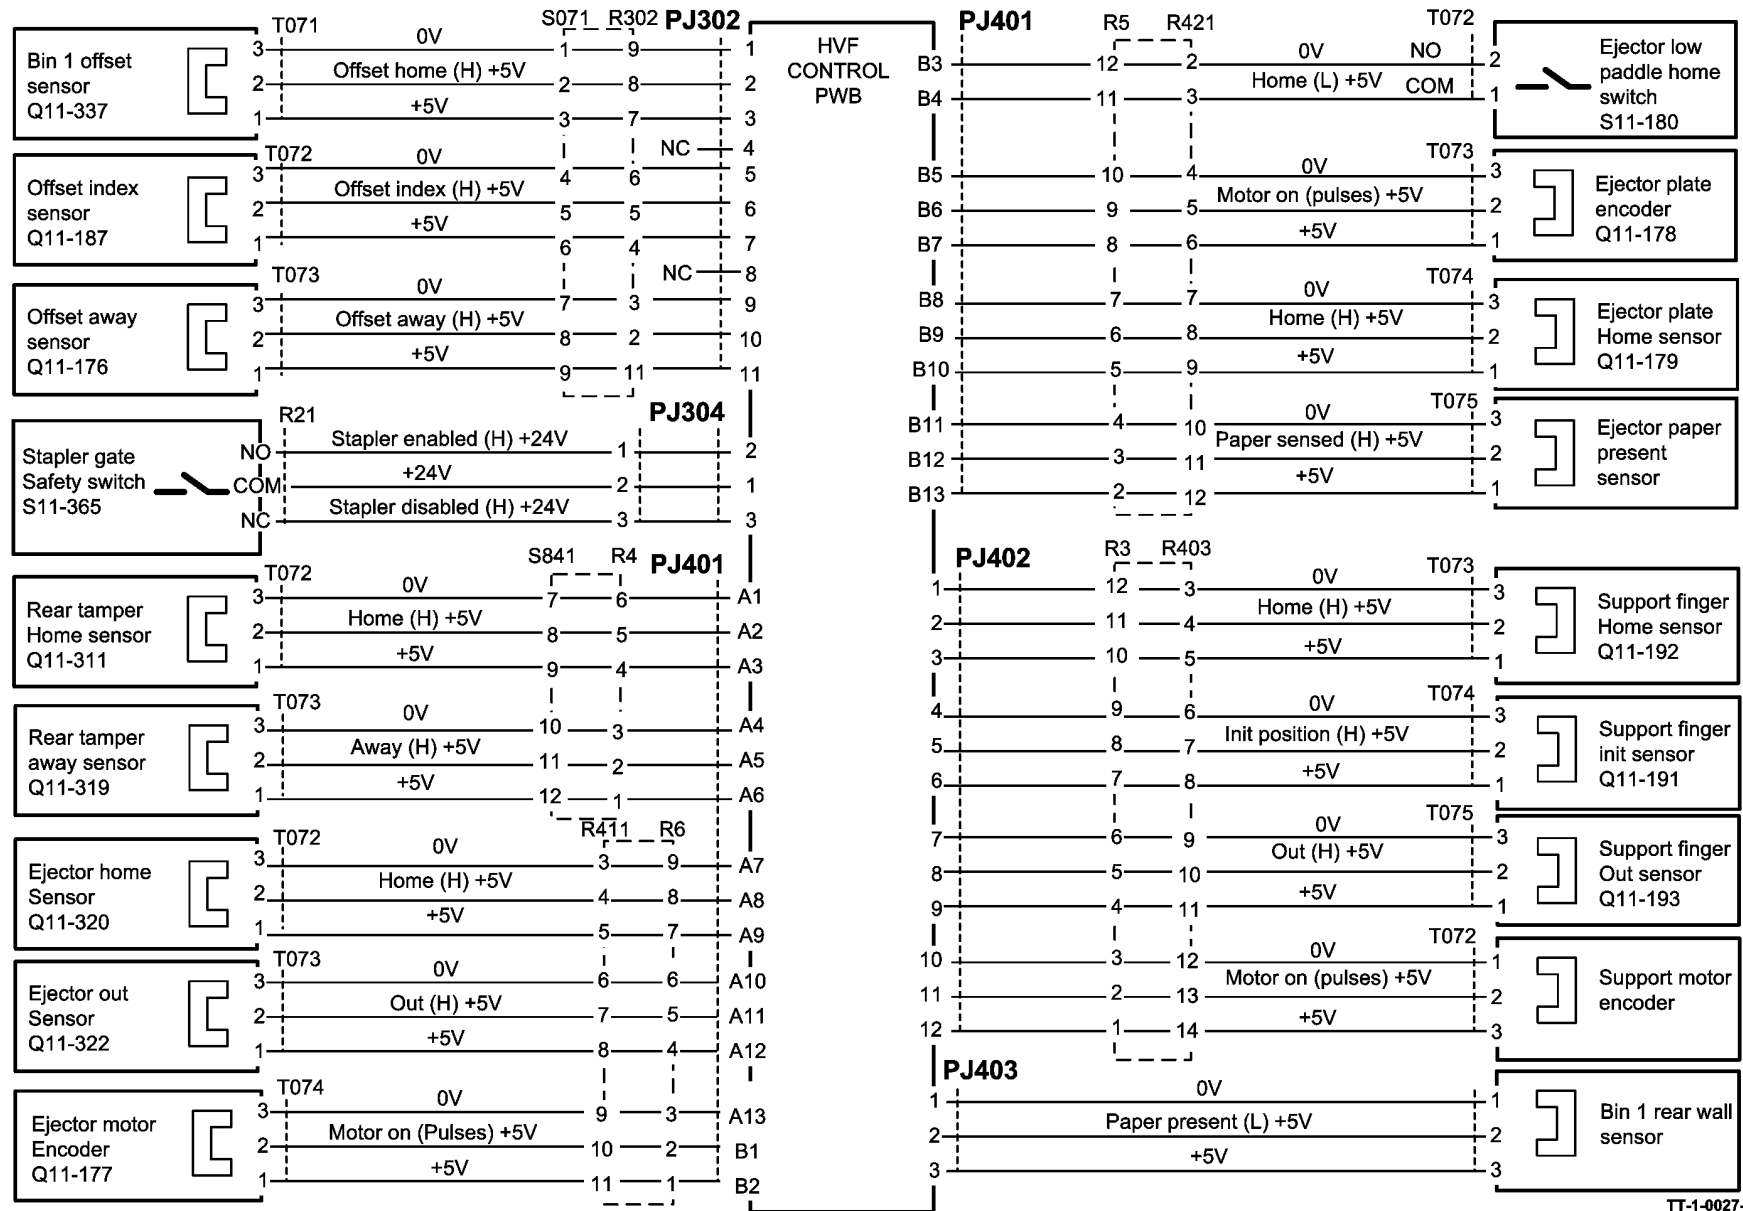 T071
S071 R302 PJ302
Bin 1 offset
sensor
Q11-337
3 0V 1 9 1
2 Offset home (H) +5V 2 8 2
1 +5V 3 7 3
NC 4
T072
Offset index
sensor
Q11-187
3 0V 4 6 5
2 Offset index (H) +5V 5 5 6
1 +5V 6 4 7
NC 8
T073
Offset away
sensor
Q11-176
3 0V 7 3 9
2 Offset away (H) +5V 8 2 10
1 +5V 9 11 11
R21 PJ304
Stapler gate
Safety switch
S11-365
NO Stapler enabled (H) +24V 1 2
COM +24V 2 1
NC Stapler disabled (H) +24V 3 3
S841 R4 PJ401
T072
Rear tamper
Home sensor
Q11-311
3 0V 7 6 A1
2 Home (H) +5V 8 5 A2
1 +5V 9 4 A3
T073
Rear tamper
away sensor
Q11-319
3 0V 10 3 A4
2 Away (H) +5V 11 2 A5
1 +5V 12 1 A6
R411 R6
T072
Ejector home
Sensor
Q11-320
3 0V 3 9 A7
2 Home (H) +5V 4 8 A8
1 +5V 5 7 A9
T073
Ejector out
Sensor
Q11-322
3 0V 6 6 A10
2 Out (H) +5V 7 5 A11
1 +5V 8 4 A12
T074
Ejector motor
Encoder
Q11-177
3 0V 9 3 A13
2 Motor on (Pulses) +5V 10 2 B1
1 +5V 11 1 B2
HVF
CONTROL
PWB
PJ401 R5 R421 T072
B3 12 2 0V NO 2
B4 11 3 Home (L) +5V COM 1
Ejector low
paddle home
switch
S11-180
T073
B5 10 4 0V 3
B6 9 5 Motor on (pulses) +5V 2
B7 8 6 +5V 1
Ejector plate
encoder
Q11-178
T074
B8 7 7 0V 3
B9 6 8 Home (H) +5V 2
B10 5 9 +5V 1
Ejector plate
Home sensor
Q11-179
T075
B11 4 10 0V 3
B12 3 11 Paper sensed (H) +5V 2
B13 2 12 +5V 1
Ejector paper
present
sensor
PJ402 R3 R403 T073
1 12 3 0V 3
2 11 4 Home (H) +5V 2
3 10 5 +5V 1
Support finger
Home sensor
Q11-192
T074
4 9 6 0V 3
5 8 7 Init position (H) +5V 2
6 7 8 +5V 1
Support finger
init sensor
Q11-191
T075
7 6 9 0V 3
8 5 10 Out (H) +5V 2
9 4 11 +5V 1
Support finger
Out sensor
Q11-193
T072
10 3 12 0V 1
11 2 13 Motor on (pulses) +5V 2
12 1 14 +5V 3
Support motor
encoder
PJ403
1 0V 1
2 Paper present (L) +5V 2
3 +5V 3
Bin 1 rear wall
sensor
TT-1-0027-